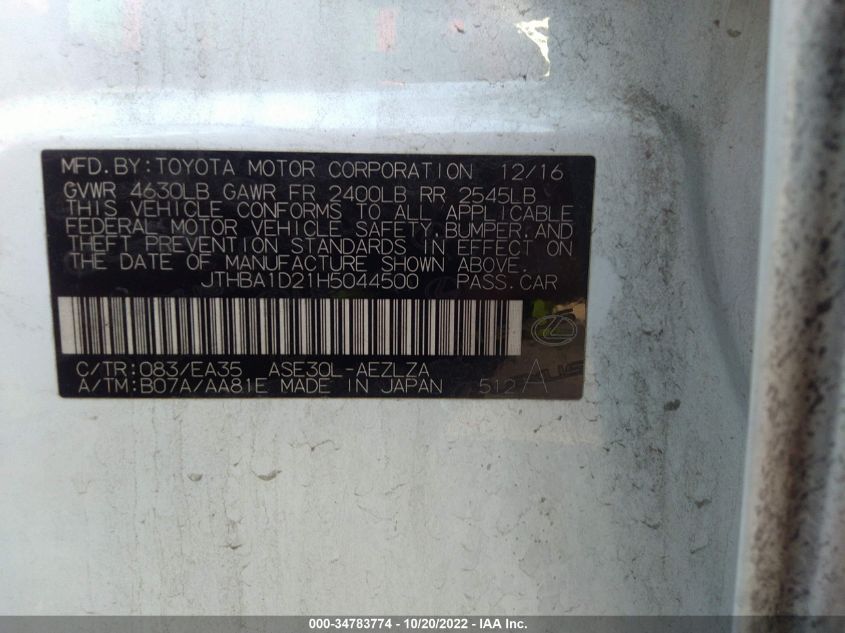 MFD.BY:TOYOTA MOTOR CORPORATION 12/16
GVWR 4630LB GAWR FR 2400LB RR 2545LB
THIS VEHICLE CONFORMS TO ALL APPLICABLE
FEDERAL MOTOR VEHICLE SAFETY,BUMPER,AND
THEFT PREVENTION STANDARDS IN EFFECT ON
THE DATE OF MANUFACTURE SHOWN ABOVE.
JTHBA1D21H5044500 PASS.CAR
C/TR:083/EA35 ASE30L-AEZLZA
A/TM:B07A/AA81E MADE IN JAPAN 512 A
000-34783774 - 10/20/2022 - IAA Inc.